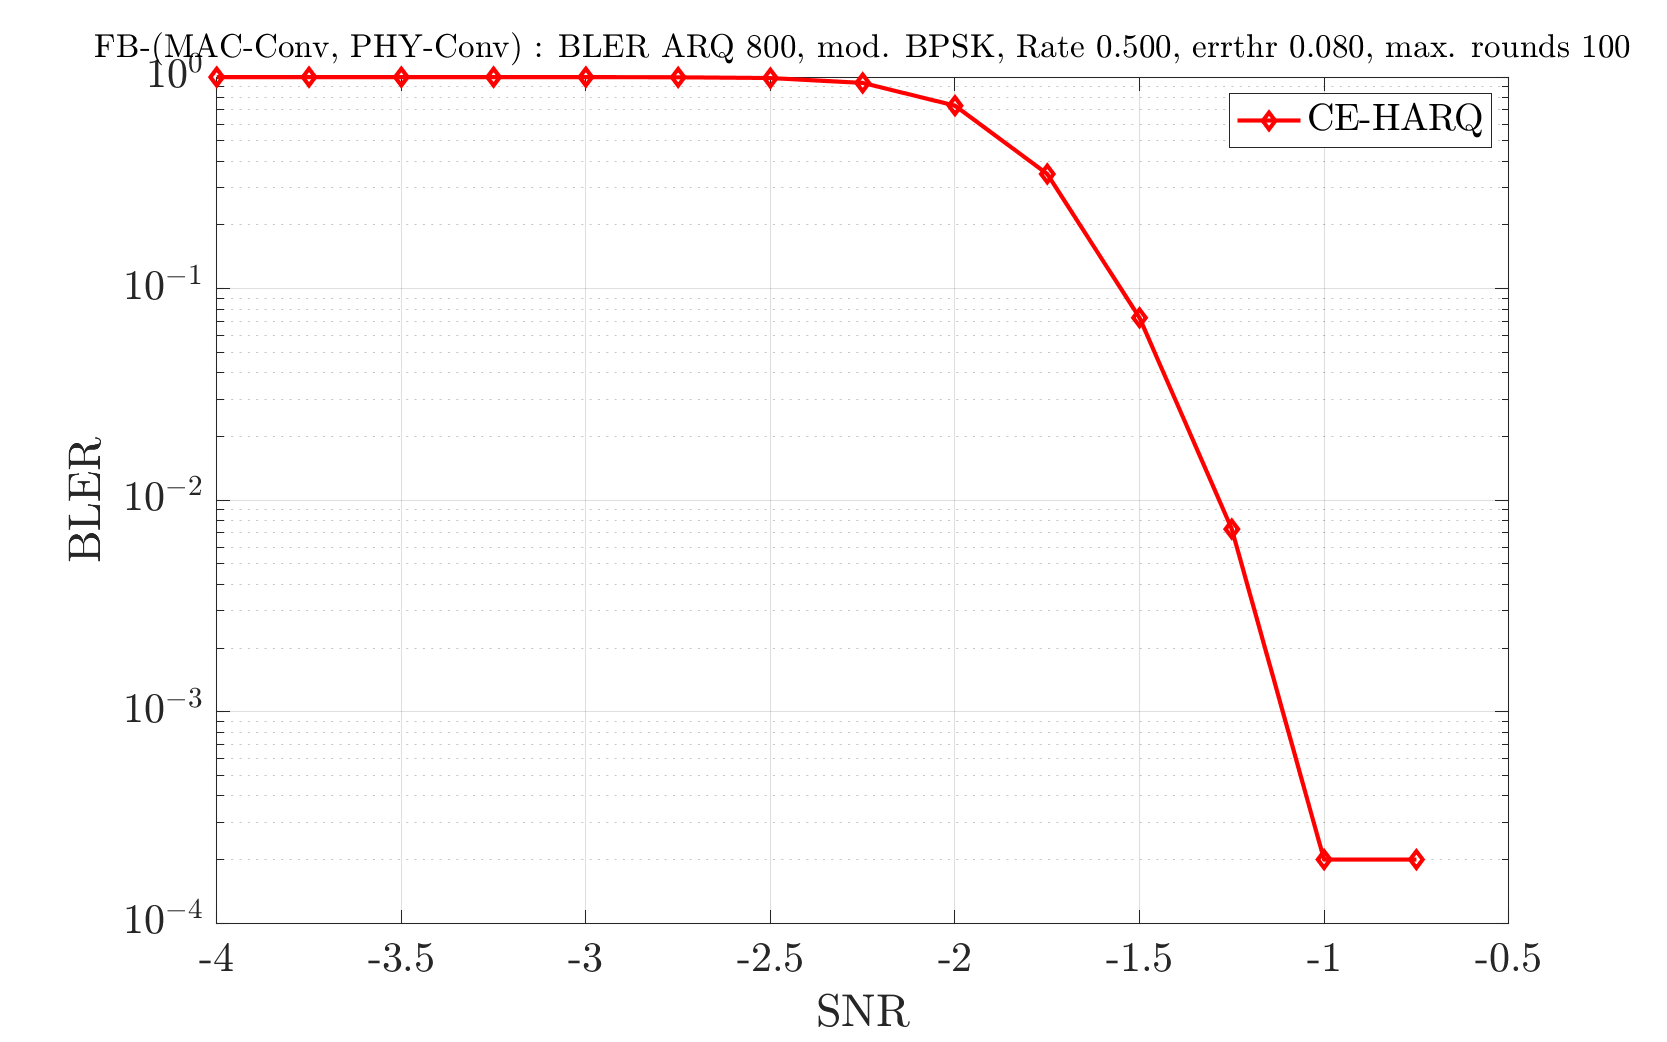 FB-(MAC-Conv, PHY-Conv) : BLER ARQ 800, mod. BPSK, Rate 0.500, errthr 0.080, max. rounds 100
10^0
CE-HARQ
10^{-1}
10^{-2}
10^{-3}
10^{-4}
BLER
-4 -3.5 -3 -2.5 -2 -1.5 -1 -0.5
SNR